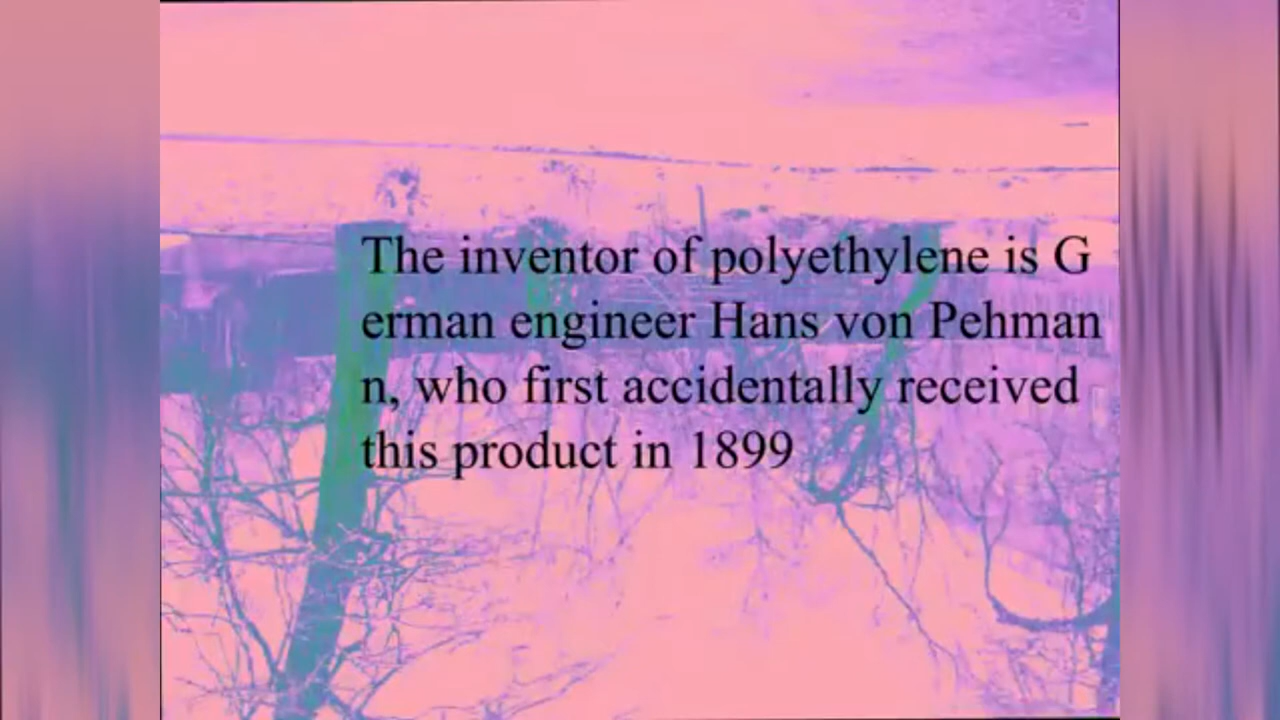 The inventor of polyethylene is G
erman engineer Hans von Pehman
n, who first accidentally received
this product in 1899